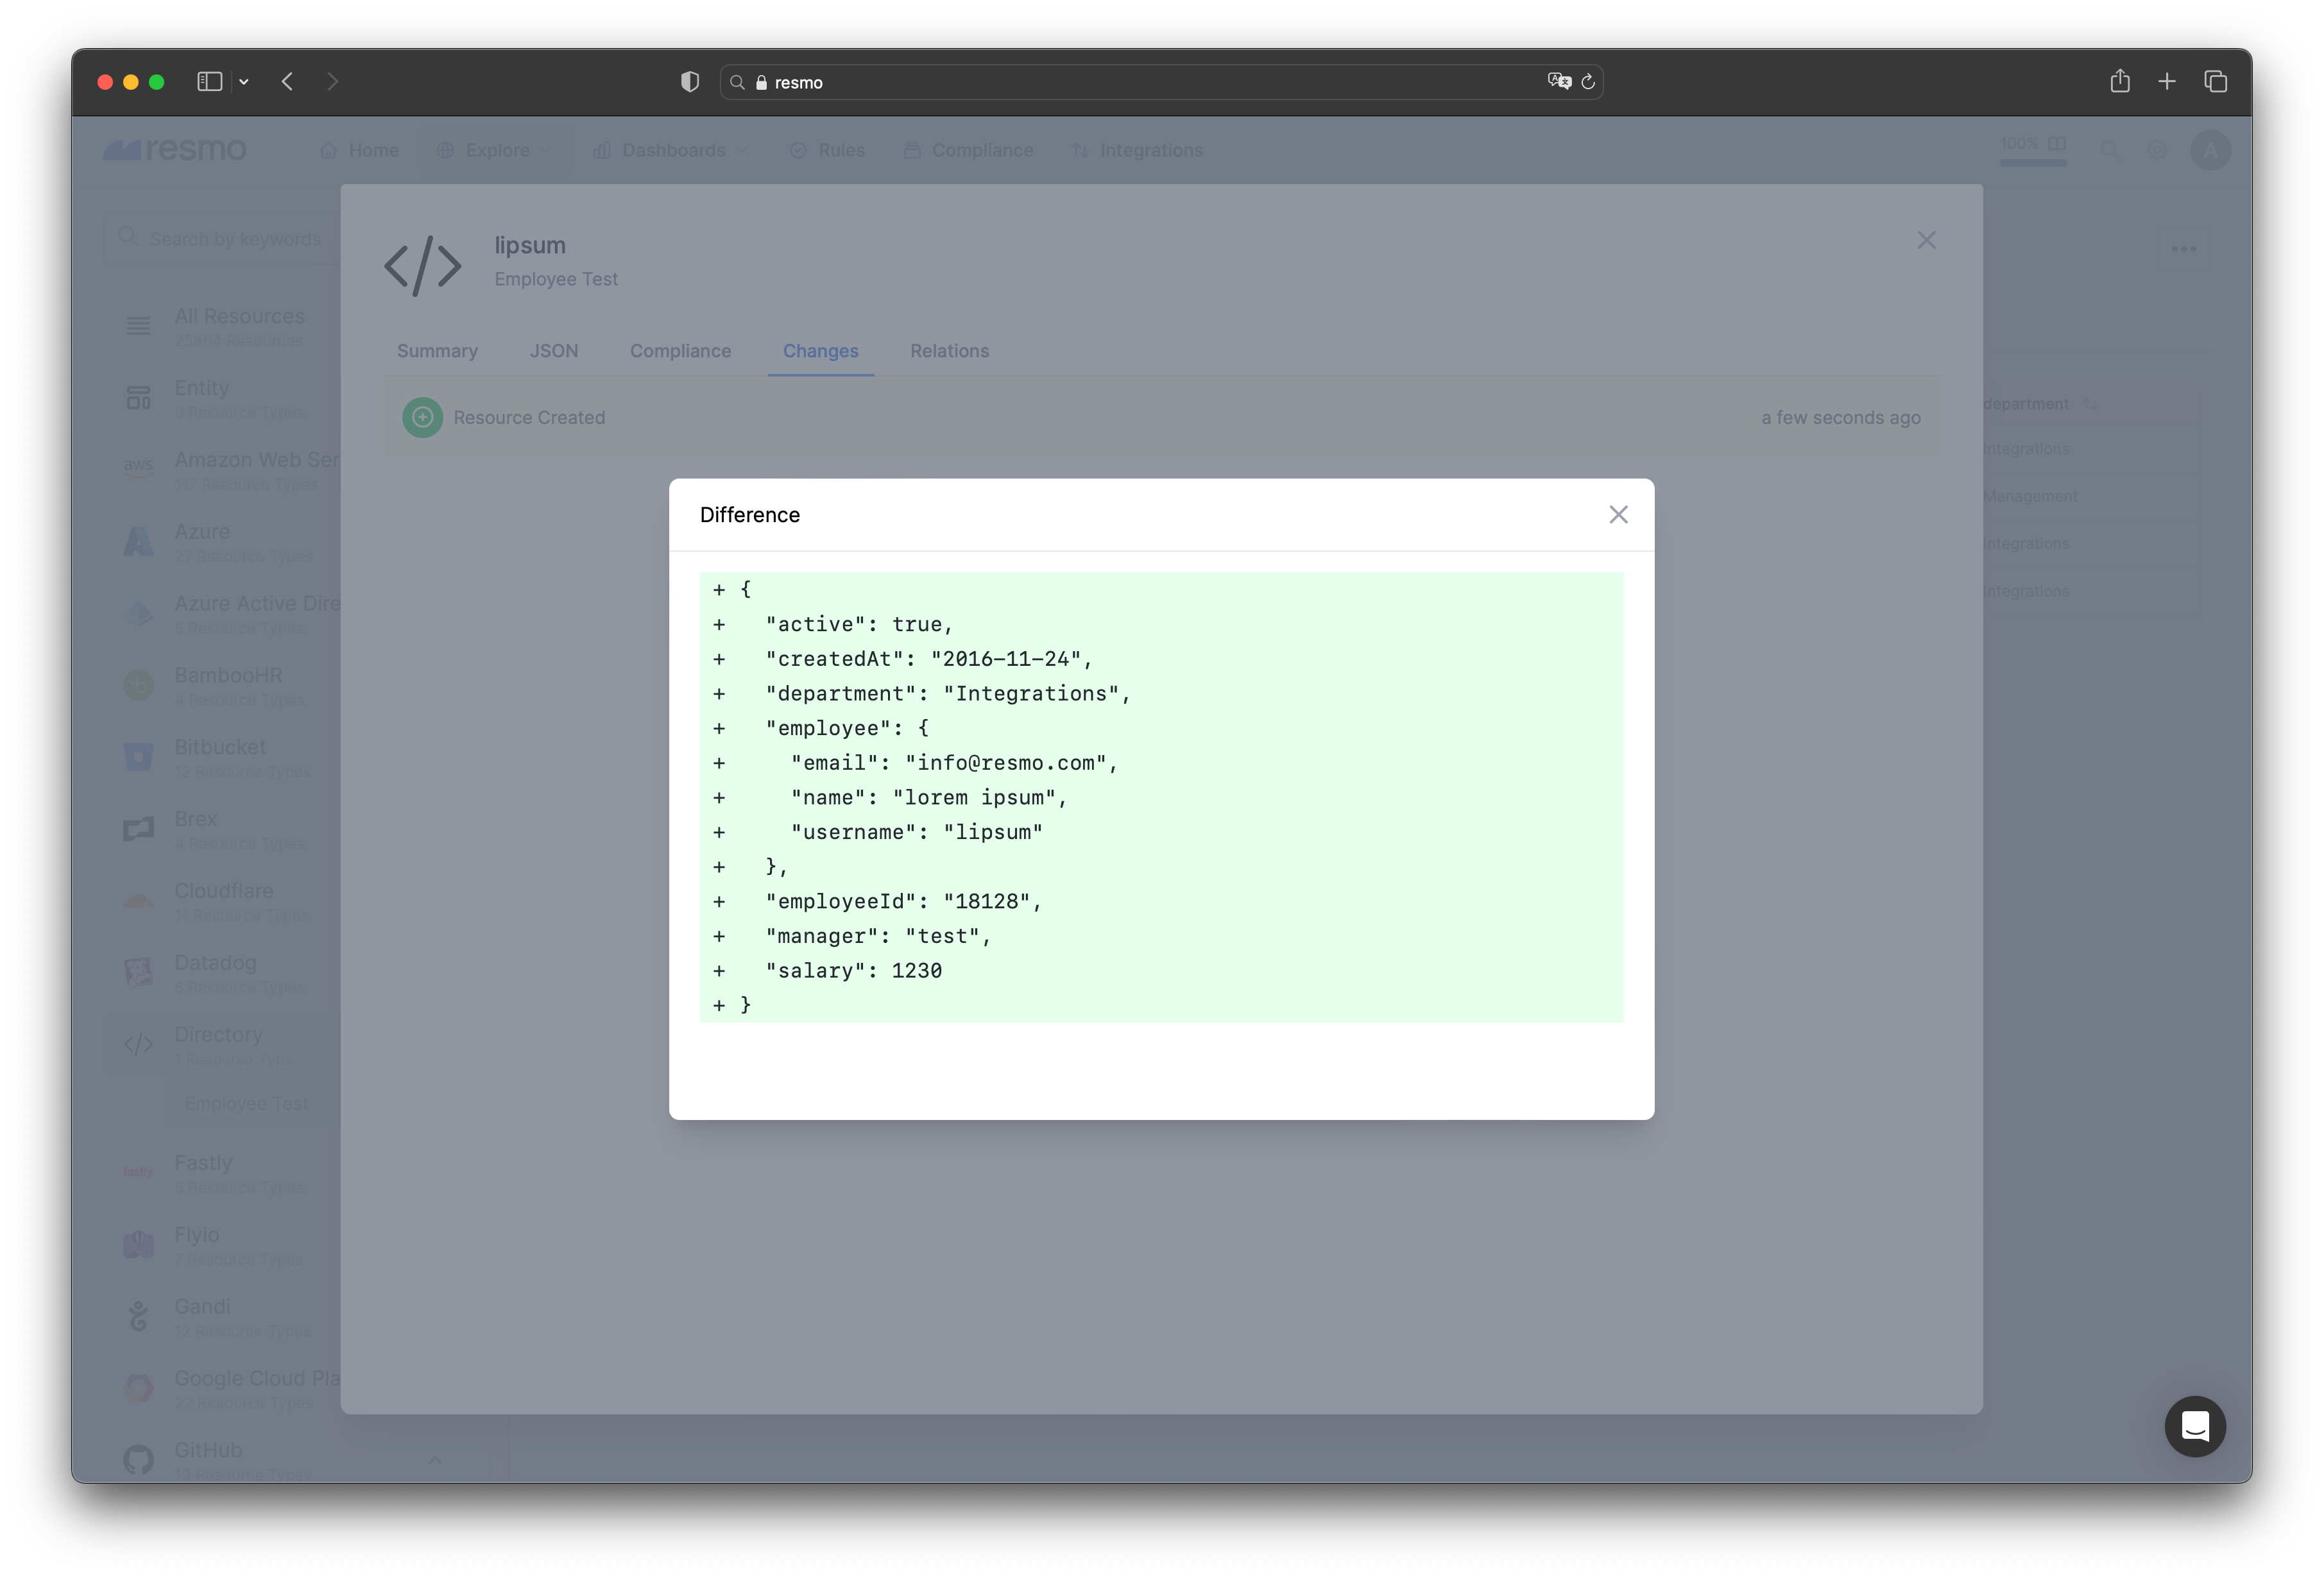 resmo
resmo
Home
Explore
Dashboards
Rules
Compliance
Integrations
100%
A
Search by keywords
lipsum
Employee Test
Summary
JSON
Compliance
Changes
Relations
Resource Created
a few seconds ago
All Resources
25464 Resources
Entity
Resource Types
aws
Amazon Web Ser
117 Resource Types
Azure
27 Resource Types
Azure Active Dire
5 Resource Types
BambooHR
4 Resource Types
Bitbucket
12 Resource Types
Brex
4 Resource Types
Cloudflare
11 Resource Types
Datadog
6 Resource Types
Directory
1 Resource Type
Employee Test
fastly
Fastly
5 Resource Types
Flyio
7 Resource Types
Gandi
12 Resource Types
Google Cloud Pla
22 Resource Types
GitHub
13 Resource Types
department
Integrations
Management
Integrations
Integrations
Difference
+ {
+   "active": true,
+   "createdAt": "2016-11-24",
+   "department": "Integrations",
+   "employee": {
+     "email": "info@resmo.com",
+     "name": "lorem ipsum",
+     "username": "lipsum"
+   },
+   "employeeId": "18128",
+   "manager": "test",
+   "salary": 1230
+ }